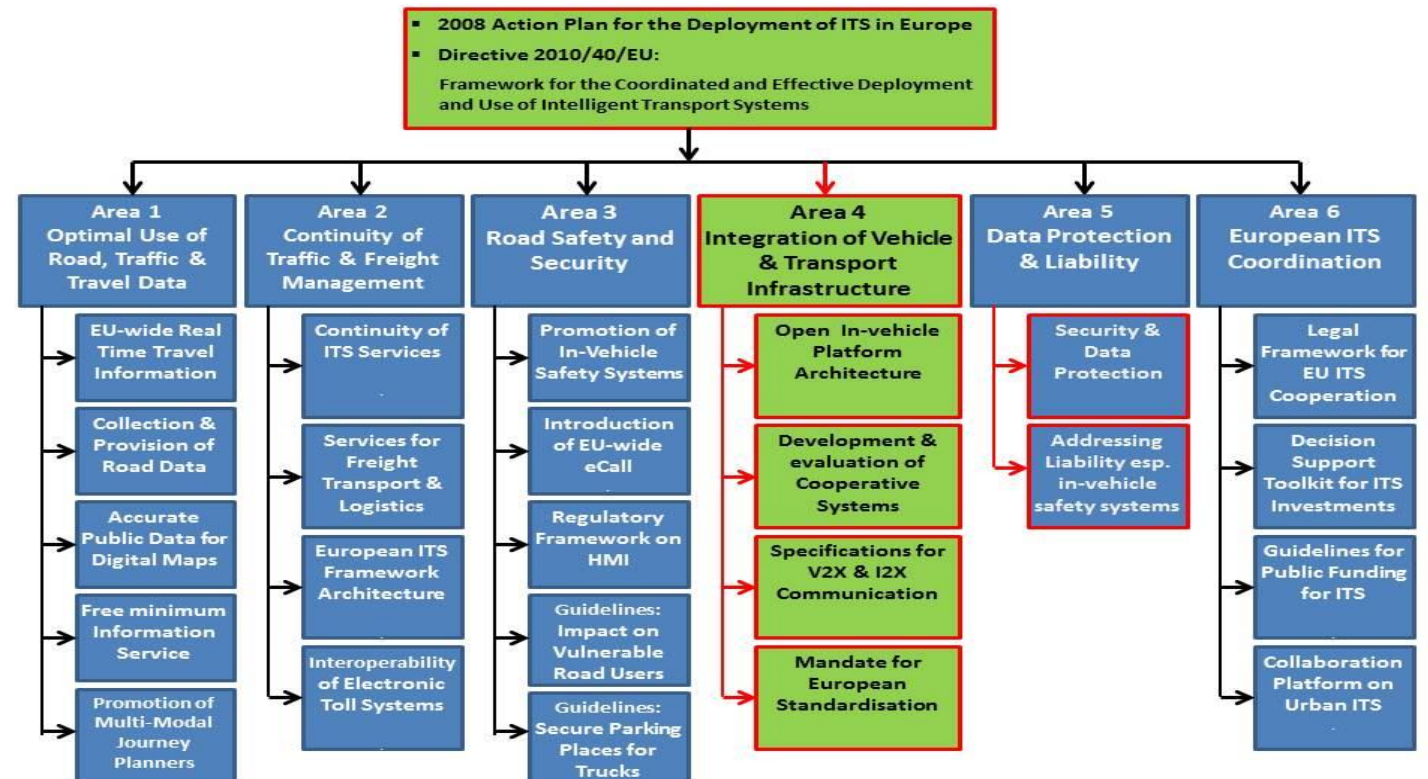 ▪ 2008 Action Plan for the Deployment of ITS in Europe
▪ Directive 2010/40/EU:
Framework for the Coordinated and Effective Deployment
and Use of Intelligent Transport Systems
Area 1
Optimal Use of
Road, Traffic &
Travel Data
EU-wide Real
Time Travel
Information
Collection &
Provision of
Road Data
Accurate
Public Data for
Digital Maps
Free minimum
Information
Service
.
Promotion of
Multi-Modal
Journey
Planners
Area 2
Continuity of
Traffic & Freight
Management
Continuity of
ITS Services
.
Services for
Freight
Transport &
Logistics
European ITS
Framework
Architecture
.
Interoperability
of Electronic
Toll Systems
.
Area 3
Road Safety and
Security
Promotion of
In-Vehicle
Safety Systems
Introduction
of EU-wide
eCall
.
Regulatory
Framework on
HMI
Guidelines:
Impact on
Vulnerable
Road Users
Guidelines:
Secure Parking
Places for
Trucks
Area 4
Integration of Vehicle
& Transport
Infrastructure
Open In-vehicle
Platform
Architecture
Development &
evaluation of
Cooperative
Systems
Specifications for
V2X & I2X
Communication
Mandate for
European
Standardisation
Area 5
Data Protection
& Liability
Security &
Data
Protection
Addressing
Liability esp.
in-vehicle
safety systems
Area 6
European ITS
Coordination
Legal
Framework for
EU ITS
Cooperation
Decision
Support
Toolkit for ITS
Investments
Guidelines for
Public Funding
for ITS
.
Collaboration
Platform on
Urban ITS
.